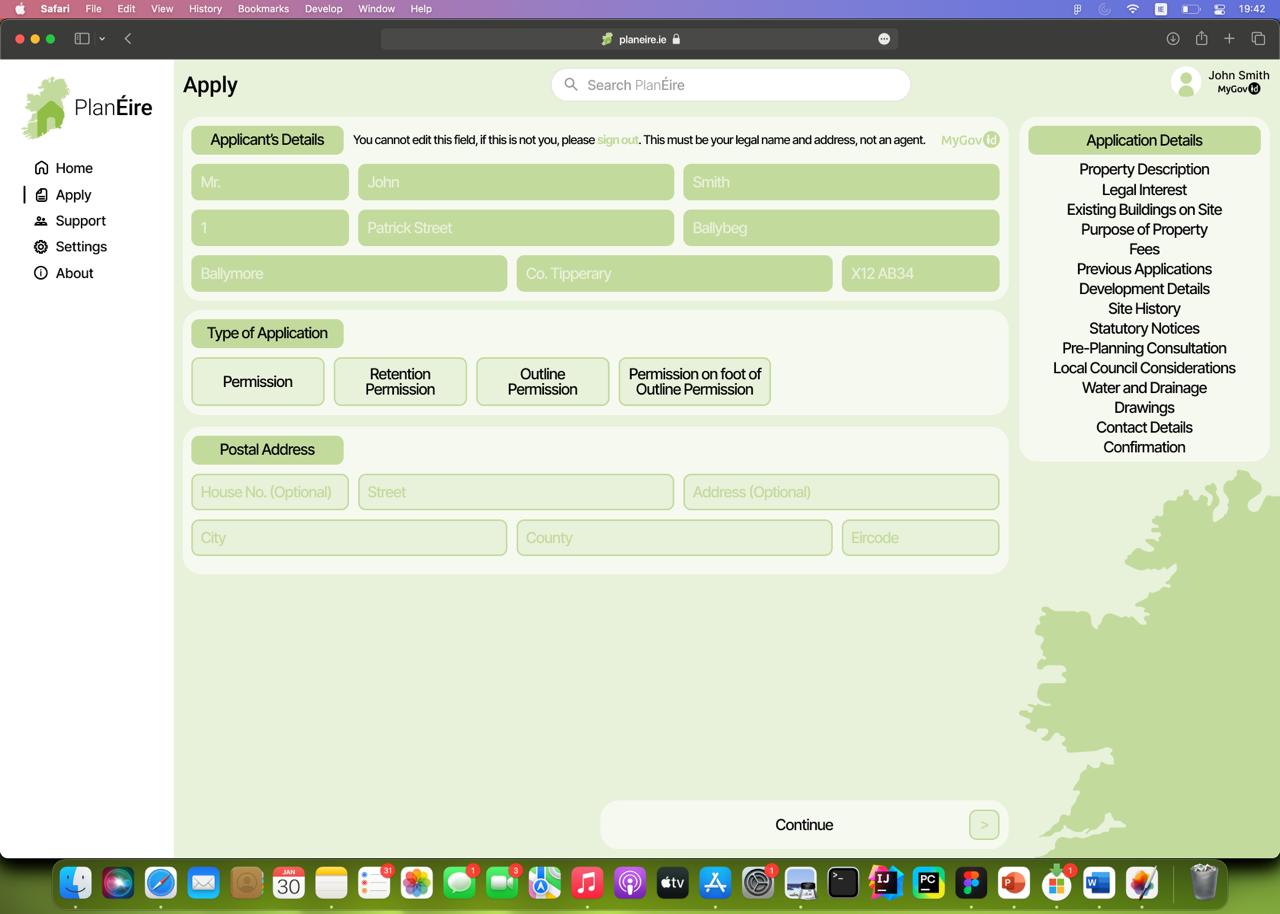 Safari File Edit View History Bookmarks Develop Window Help 19:42
planeire.ie
PlanÉire
Home
Apply
Support
Settings
About
Apply
Search PlanÉire
John Smith
MyGovid
Applicant's Details
You cannot edit this field, if this is not you, please sign out. This must be your legal name and address, not an agent.
MyGovid
Mr. John Smith
1 Patrick Street Ballybeg
Ballymore Co. Tipperary X12 AB34
Type of Application
Permission
Retention
Permission
Outline
Permission
Permission on foot of
Outline Permission
Postal Address
House No. (Optional) Street Address (Optional)
City County Eircode
Continue >
Application Details
Property Description
Legal Interest
Existing Buildings on Site
Purpose of Property
Fees
Previous Applications
Development Details
Site History
Statutory Notices
Pre-Planning Consultation
Local Council Considerations
Water and Drainage
Drawings
Contact Details
Confirmation
JAN
30
31
1
3
tv
1
>_
IJ
PC
P
1
W